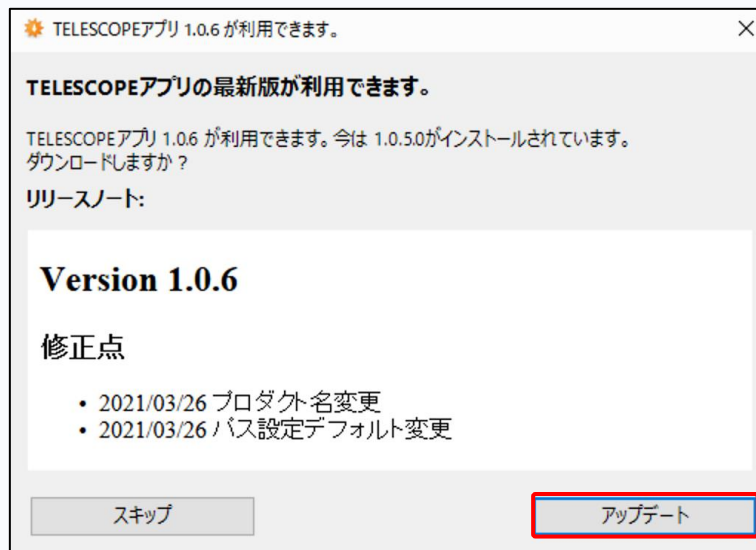 TELESCOPEアプリ 1.0.6 が利用できます。
TELESCOPEアプリの最新版が利用できます。
TELESCOPEアプリ 1.0.6 が利用できます。今は 1.0.5.0がインストールされています。
ダウンロードしますか？
リリースノート:
Version 1.0.6
修正点
• 2021/03/26 プロダクト名変更
• 2021/03/26 パス設定デフォルト変更
スキップ
アップデート